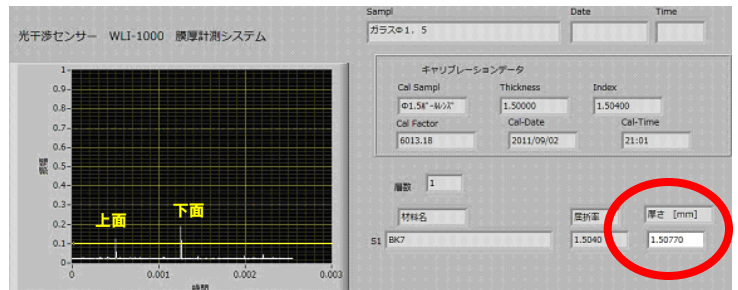 光干渉センサー WLI-1000 膜厚計測システム
Sampl
Date
Time
ガラスΦ1．5
キャリブレーションデータ
Cal Sampl
Thickness
Index
Φ1.5ﾎﾞｰﾙﾚﾝｽﾞ
1.50000
1.50400
Cal Factor
Cal-Date
Cal-Time
6013.18
2011/09/02
21:01
層数
1
材料名
屈折率
厚さ [mm]
S1
BK7
1.5040
1.50770
1
0.9
0.8
0.7
0.6
0.5
0.4
0.3
0.2
0.1
0
上面
下面
0
0.001
0.002
0.003
時間